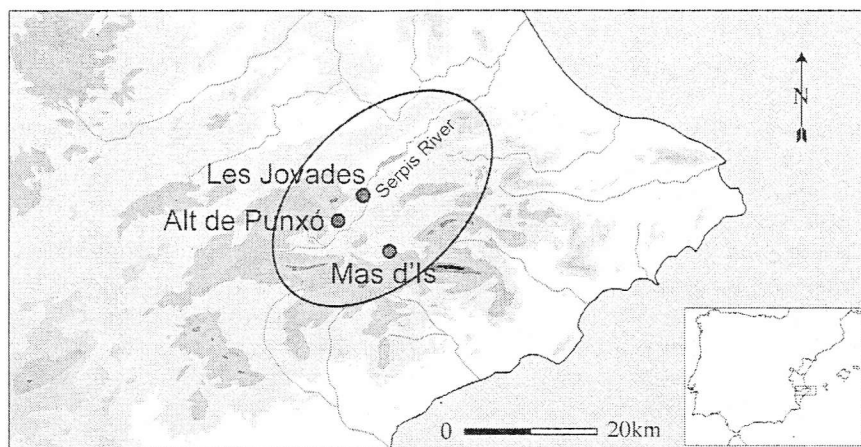 N
Serpis River
Les Jovades
Alt de Punxó
Mas d'Is
0 20km